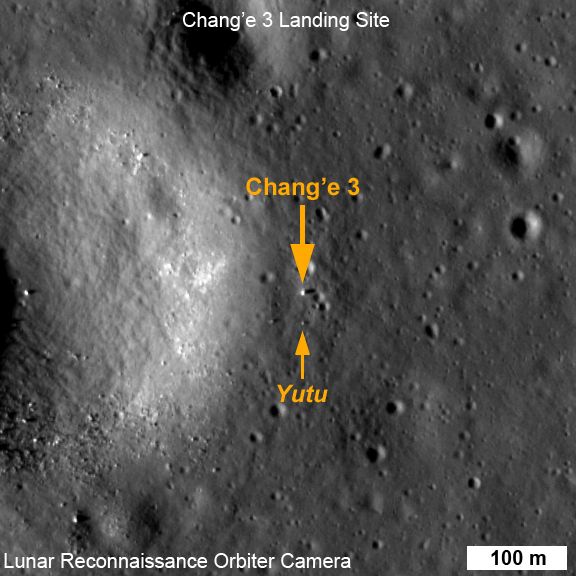 Chang’e 3 Landing Site
Chang’e 3
Yutu
Lunar Reconnaissance Orbiter Camera
100 m